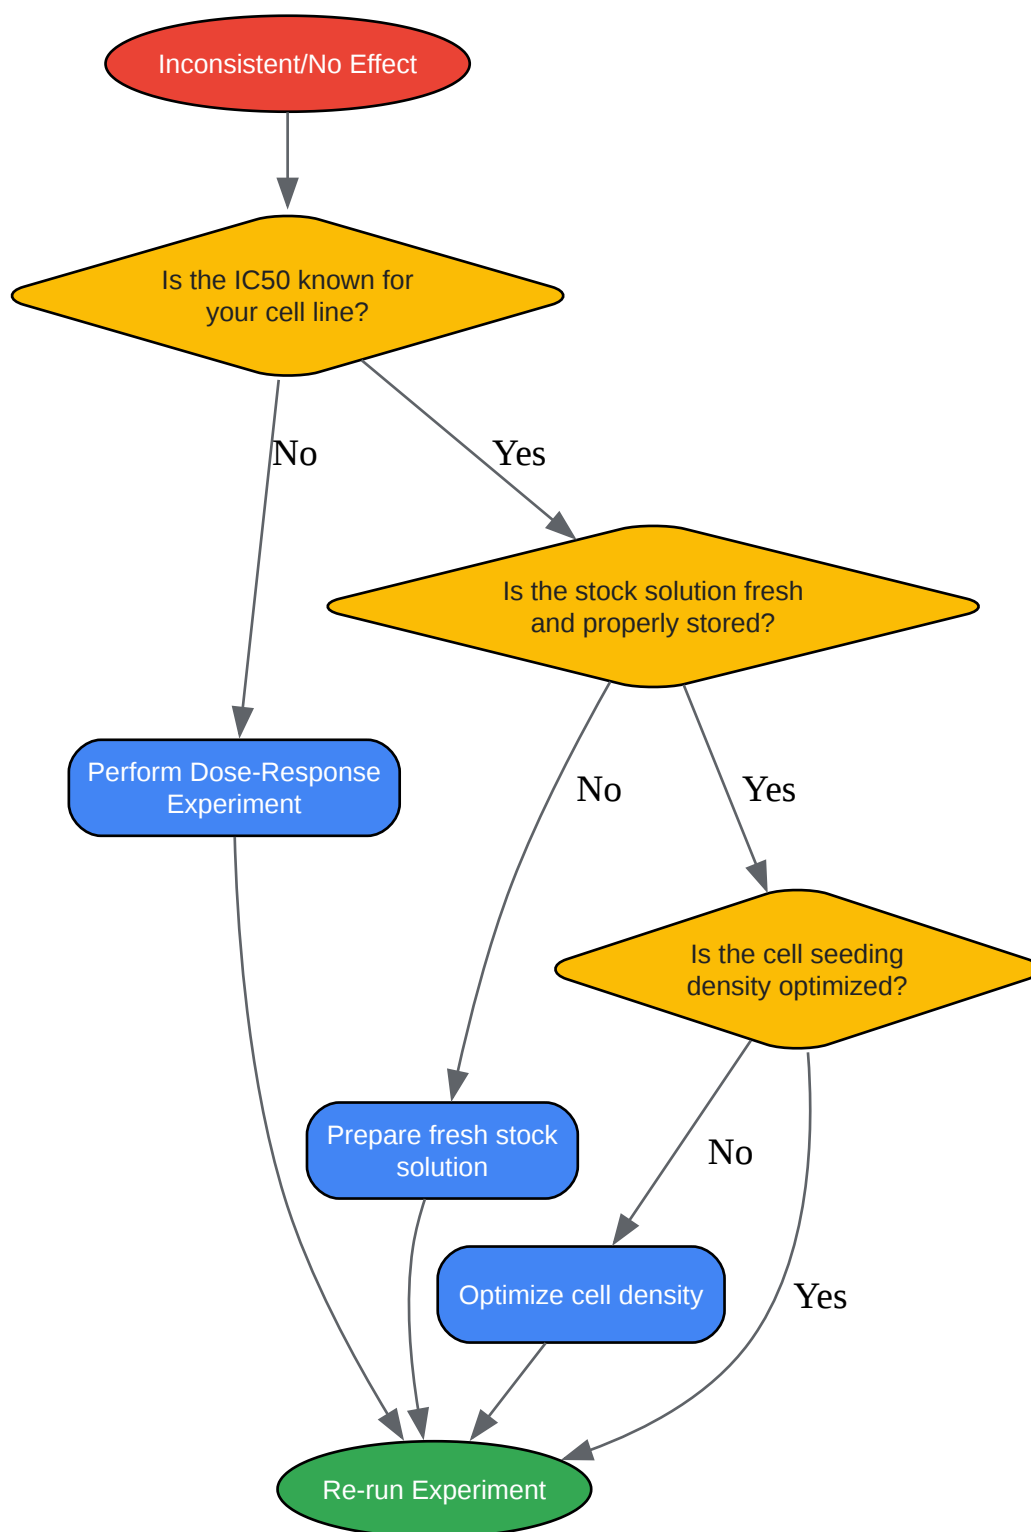 Inconsistent/No Effect
Is the IC50 known for
your cell line?
No
Yes
Is the stock solution fresh
and properly stored?
Perform Dose-Response
Experiment
No
Yes
Is the cell seeding
density optimized?
Prepare fresh stock
solution
No
Optimize cell density
Yes
Re-run Experiment